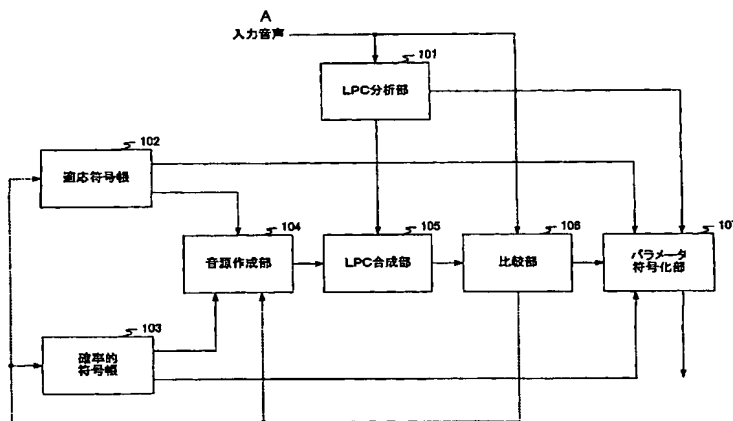 A
入力音声
101
LPC分析部
102
適応符号帳
104
音源作成部
105
LPC合成部
106
比較部
107
パラメータ
符号化部
103
確率的
符号帳